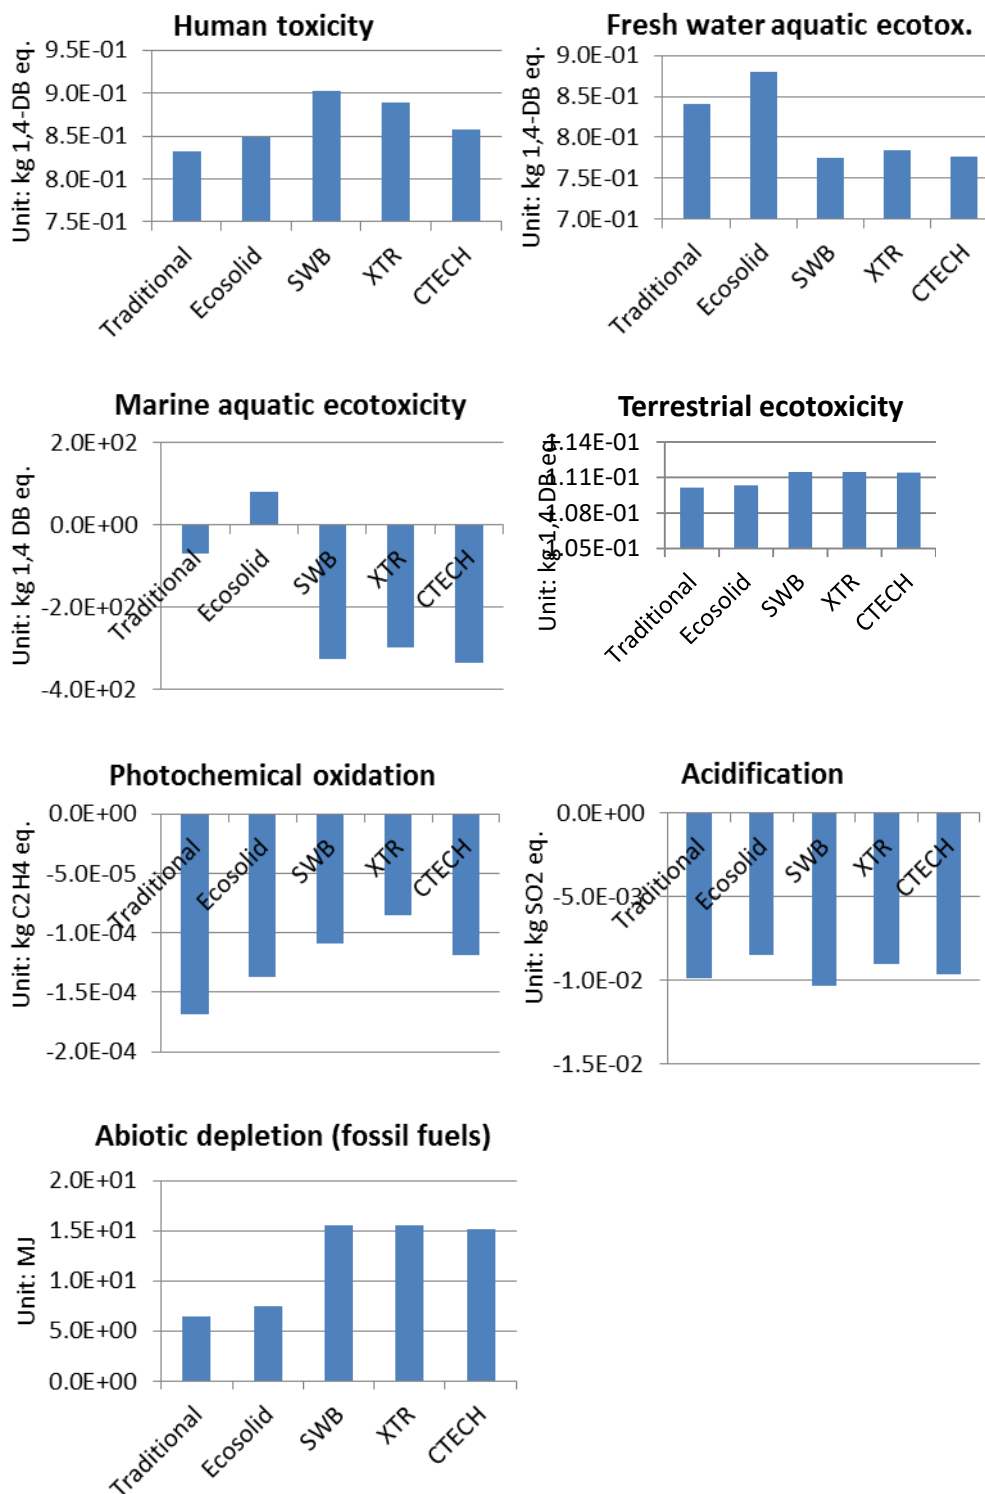 Human toxicity
Unit: kg 1,4-DB eq.
9.5E-01
9.0E-01
8.5E-01
8.0E-01
7.5E-01
Traditional
Ecosolid
SWB
XTR
CTECH
Fresh water aquatic ecotox.
Unit: kg 1,4-DB eq.
9.0E-01
8.5E-01
8.0E-01
7.5E-01
7.0E-01
Traditional
Ecosolid
SWB
XTR
CTECH
Marine aquatic ecotoxicity
Unit: kg 1,4 DB eq.
2.0E+02
0.0E+00
-2.0E+02
-4.0E+02
Traditional
Ecosolid
SWB
XTR
CTECH
Terrestrial ecotoxicity
Unit: kg 1,4 DB eq.
1.14E-01
1.11E-01
1.08E-01
1.05E-01
Traditional
Ecosolid
SWB
XTR
CTECH
Photochemical oxidation
Unit: kg C2H4 eq.
0.0E+00
-5.0E-05
-1.0E-04
-1.5E-04
-2.0E-04
Traditional
Ecosolid
SWB
XTR
CTECH
Acidification
Unit: kg SO2 eq.
0.0E+00
-5.0E-03
-1.0E-02
-1.5E-02
Traditional
Ecosolid
SWB
XTR
CTECH
Abiotic depletion (fossil fuels)
Unit: MJ
2.0E+01
1.5E+01
1.0E+01
5.0E+00
0.0E+00
Traditional
Ecosolid
SWB
XTR
CTECH